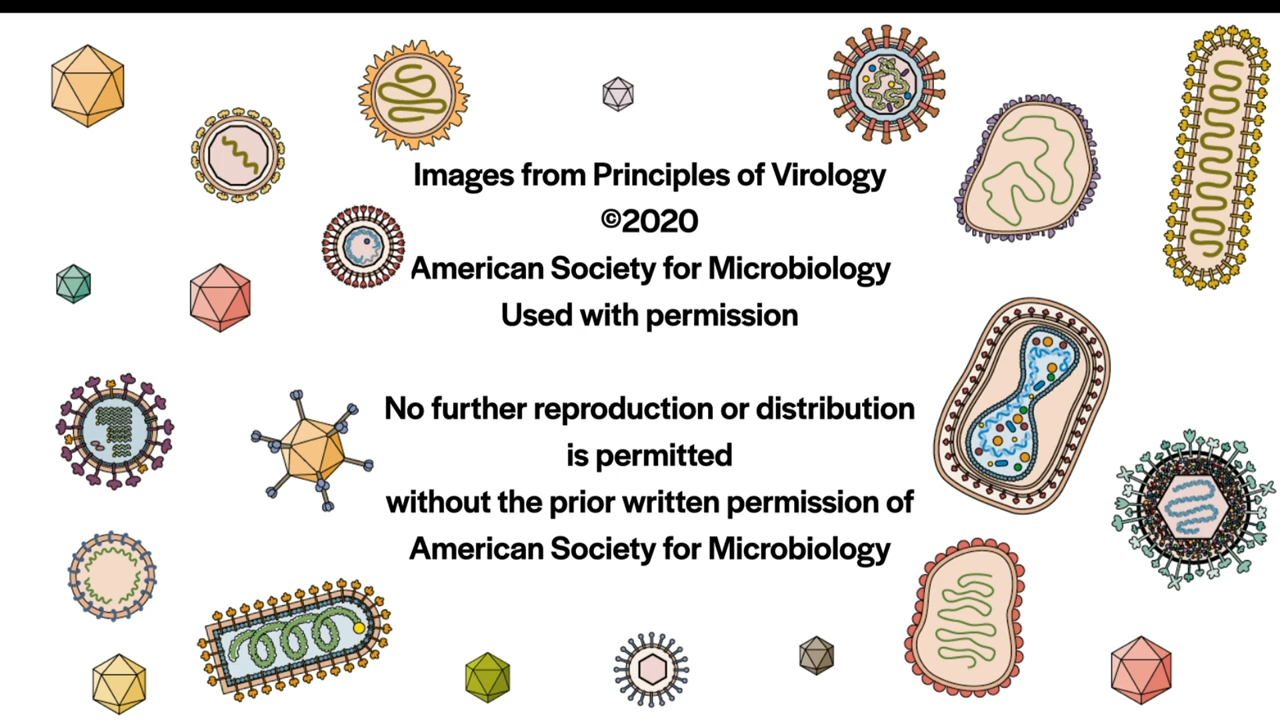 Images from Principles of Virology
©2020
American Society for Microbiology
Used with permission
No further reproduction or distribution
is permitted
without the prior written permission of
American Society for Microbiology